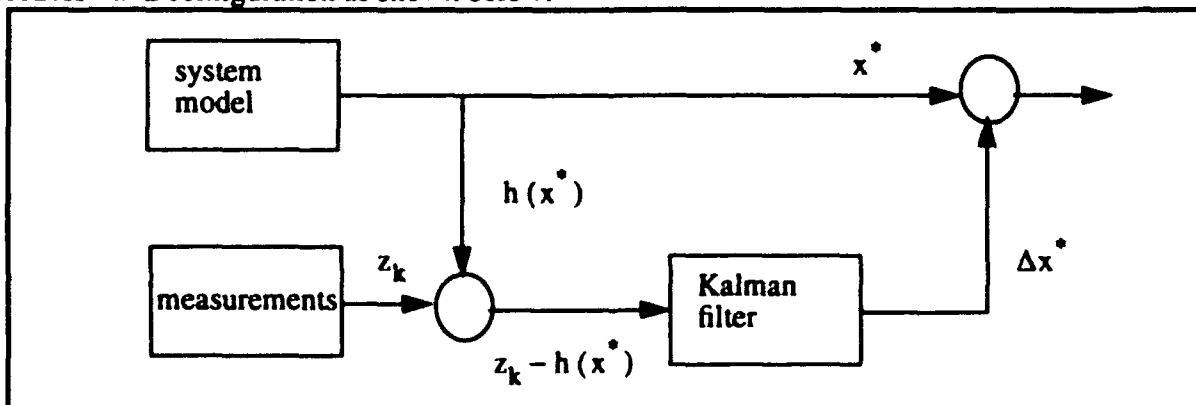 system
model
x*
h (x*)
z_k
measurements
Kalman
filter
Δx*
z_k − h (x*)